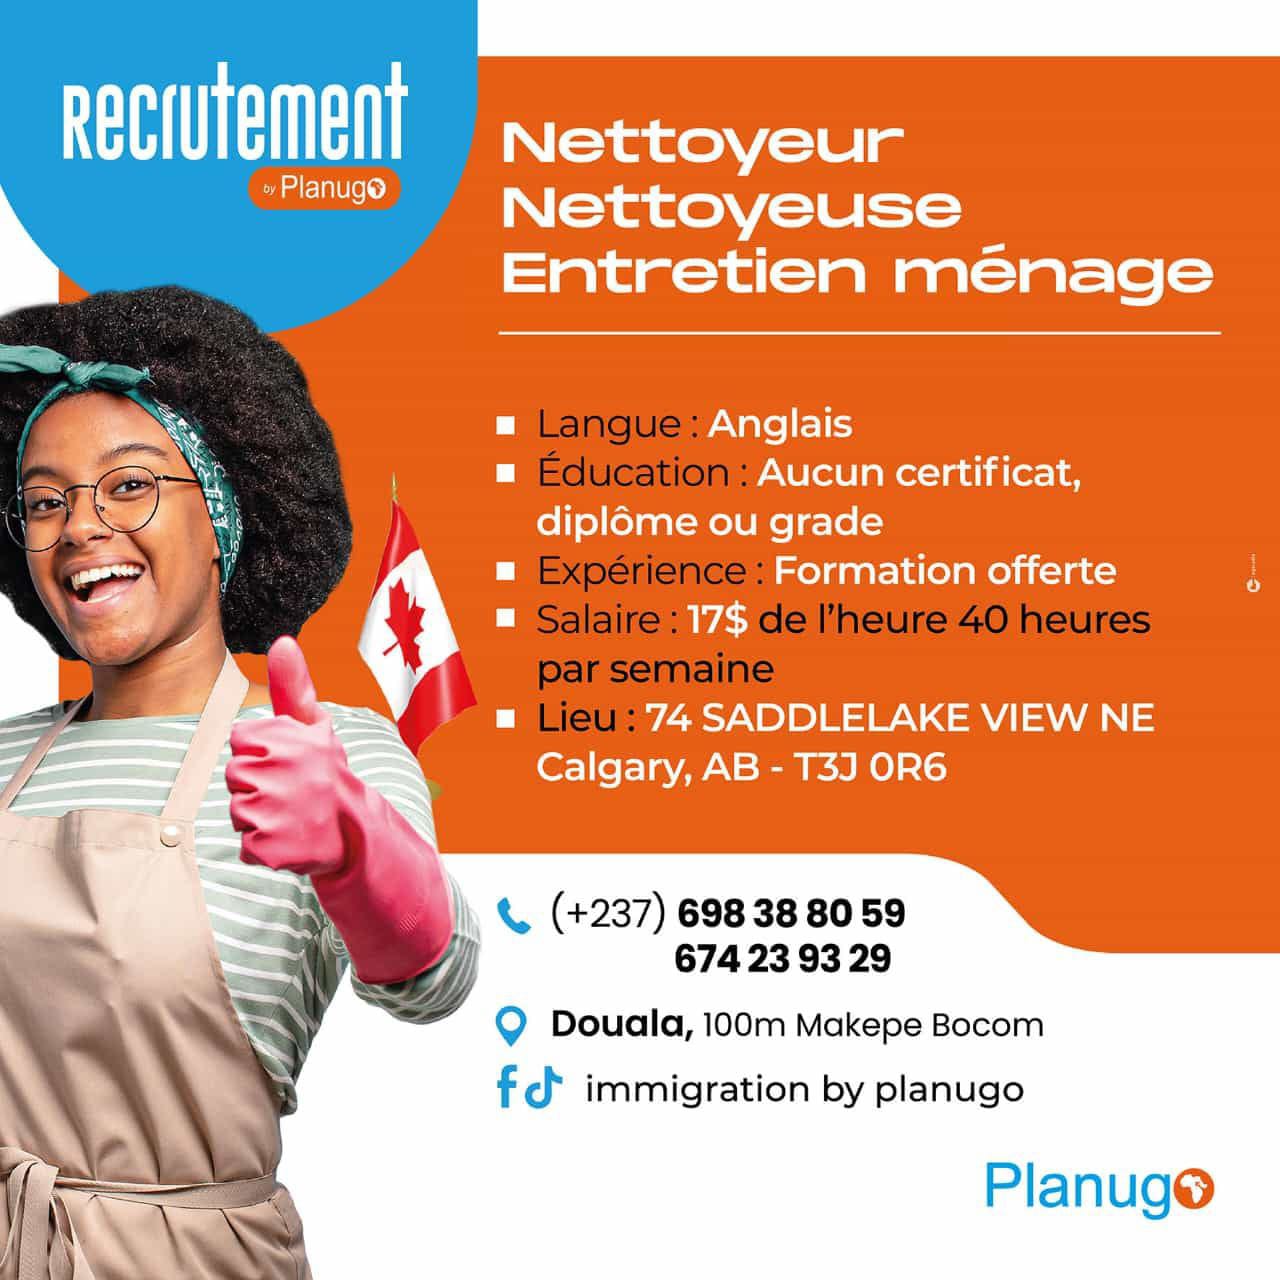 Recrutement
by Planugo
Nettoyeur
Nettoyeuse
Entretien ménage
Langue : Anglais
Éducation : Aucun certificat,
diplôme ou grade
Expérience : Formation offerte
Salaire : 17$ de l’heure 40 heures
par semaine
Lieu : 74 SADDLELAKE VIEW NE
Calgary, AB - T3J 0R6
(+237) 698 38 80 59
674 23 93 29
Douala, 100m Makepe Bocom
immigration by planugo
Planugo